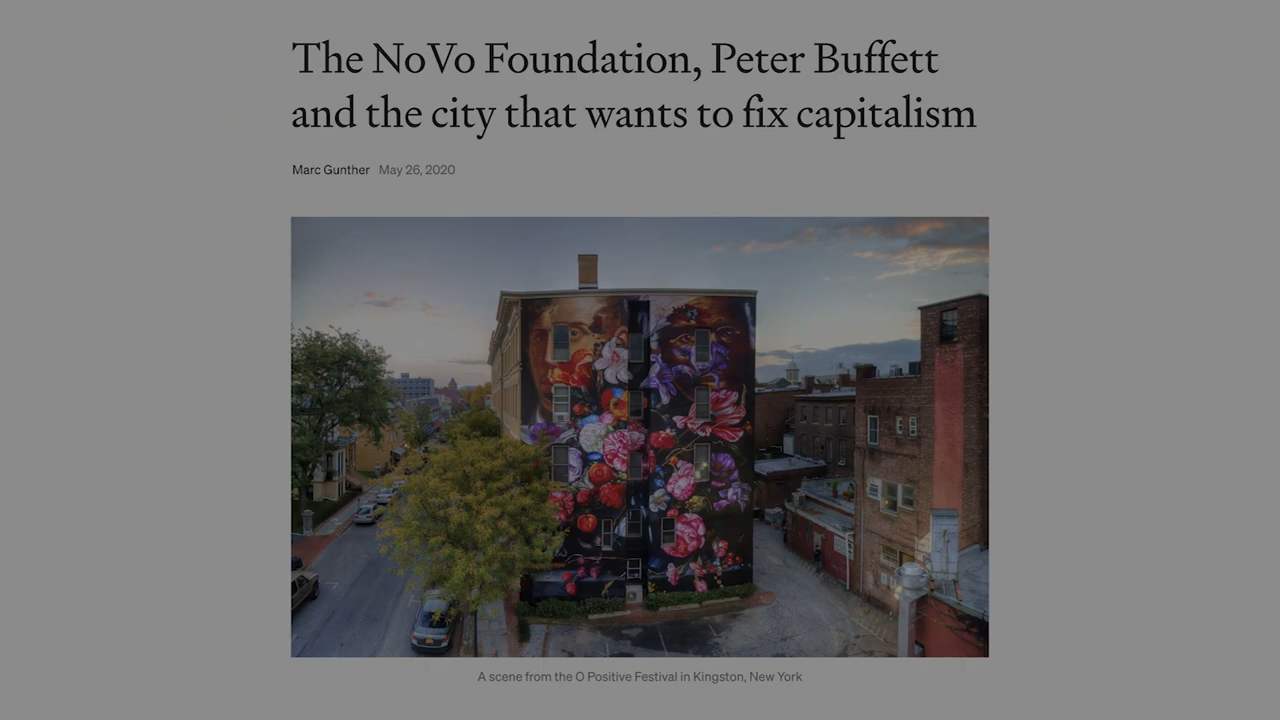 The NoVo Foundation, Peter Buffett
and the city that wants to fix capitalism
Marc Gunther May 26, 2020
A scene from the O Positive Festival in Kingston, New York